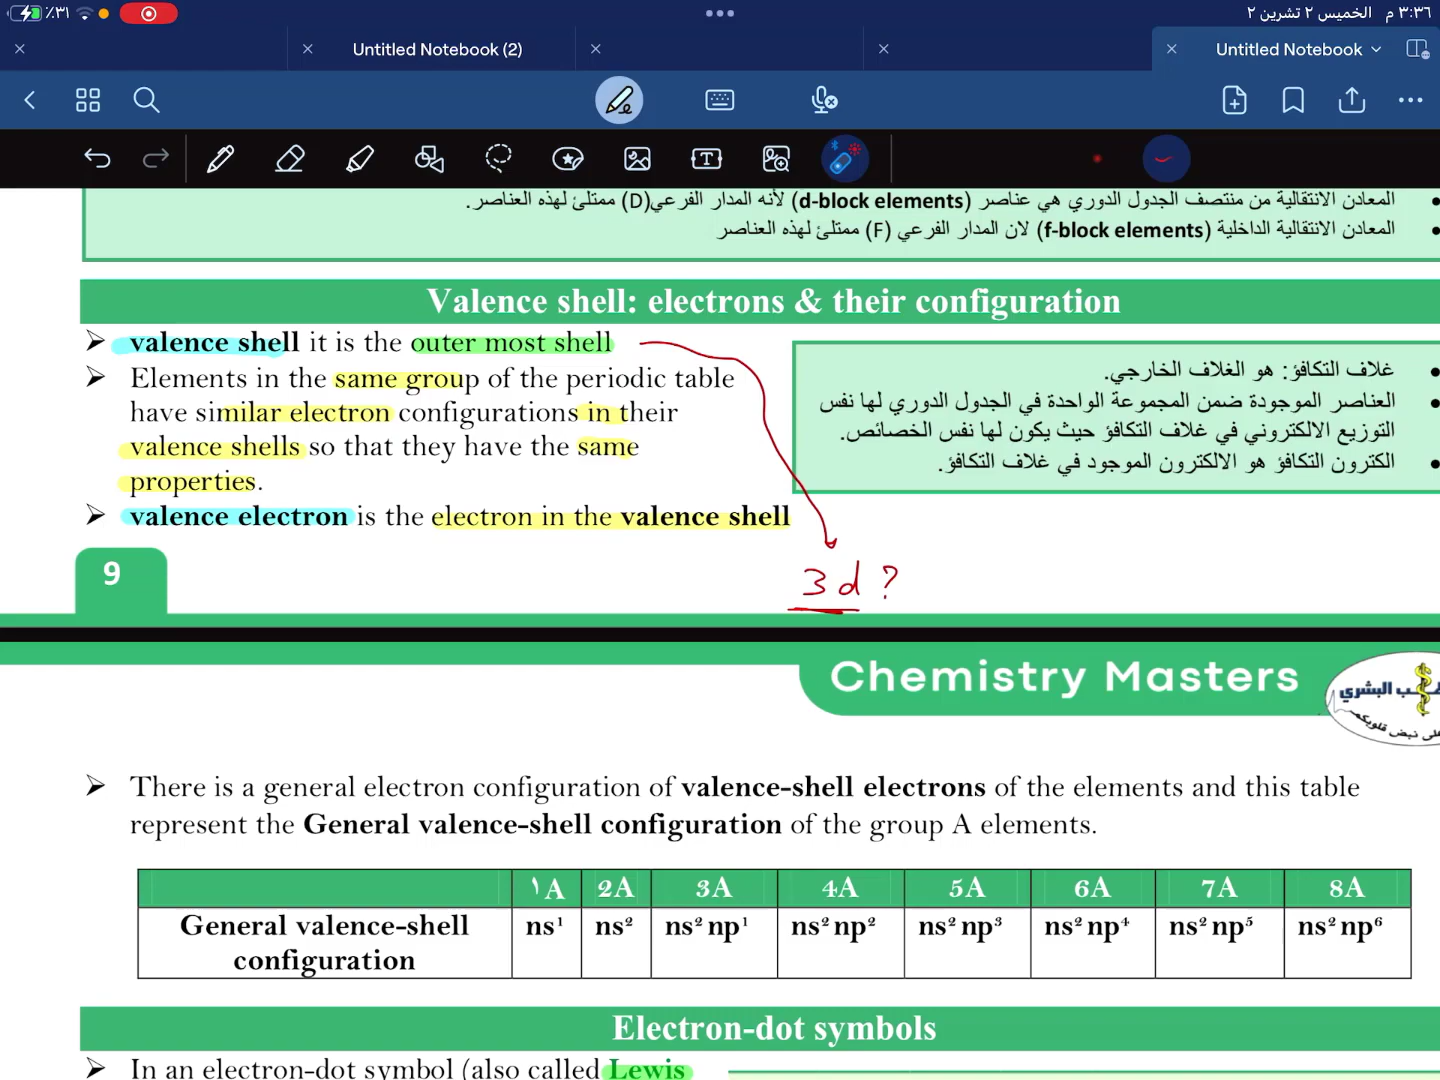 ٪٣١
٣:٣٦ م الخميس ٢ تشرين ٢
Untitled Notebook (2)
Untitled Notebook
المعادن الانتقالية من منتصف الجدول الدوري هي عناصر (d-block elements) لأنه المدار الفرعي(D) ممتلئ لهذه العناصر.
المعادن الانتقالية الداخلية (f-block elements) لان المدار الفرعي (F) ممتلئ لهذه العناصر
Valence shell: electrons & their configuration
➢ valence shell it is the outer most shell
➢ Elements in the same group of the periodic table
have similar electron configurations in their
valence shells so that they have the same
properties.
➢ valence electron is the electron in the valence shell
غلاف التكافؤ: هو الغلاف الخارجي.
العناصر الموجودة ضمن المجموعة الواحدة في الجدول الدوري لها نفس
التوزيع الالكتروني في غلاف التكافؤ حيث يكون لها نفس الخصائص.
الكترون التكافؤ هو الالكترون الموجود في غلاف التكافؤ.
3d ?
9
Chemistry Masters
على نبض قلوبكم
➢ There is a general electron configuration of valence-shell electrons of the elements and this table
represent the General valence-shell configuration of the group A elements.
١A 2A 3A 4A 5A 6A 7A 8A
General valence-shell configuration ns¹ ns² ns² np¹ ns² np² ns² np³ ns² np⁴ ns² np⁵ ns² np⁶
Electron-dot symbols
➢ In an electron-dot symbol (also called Lewis